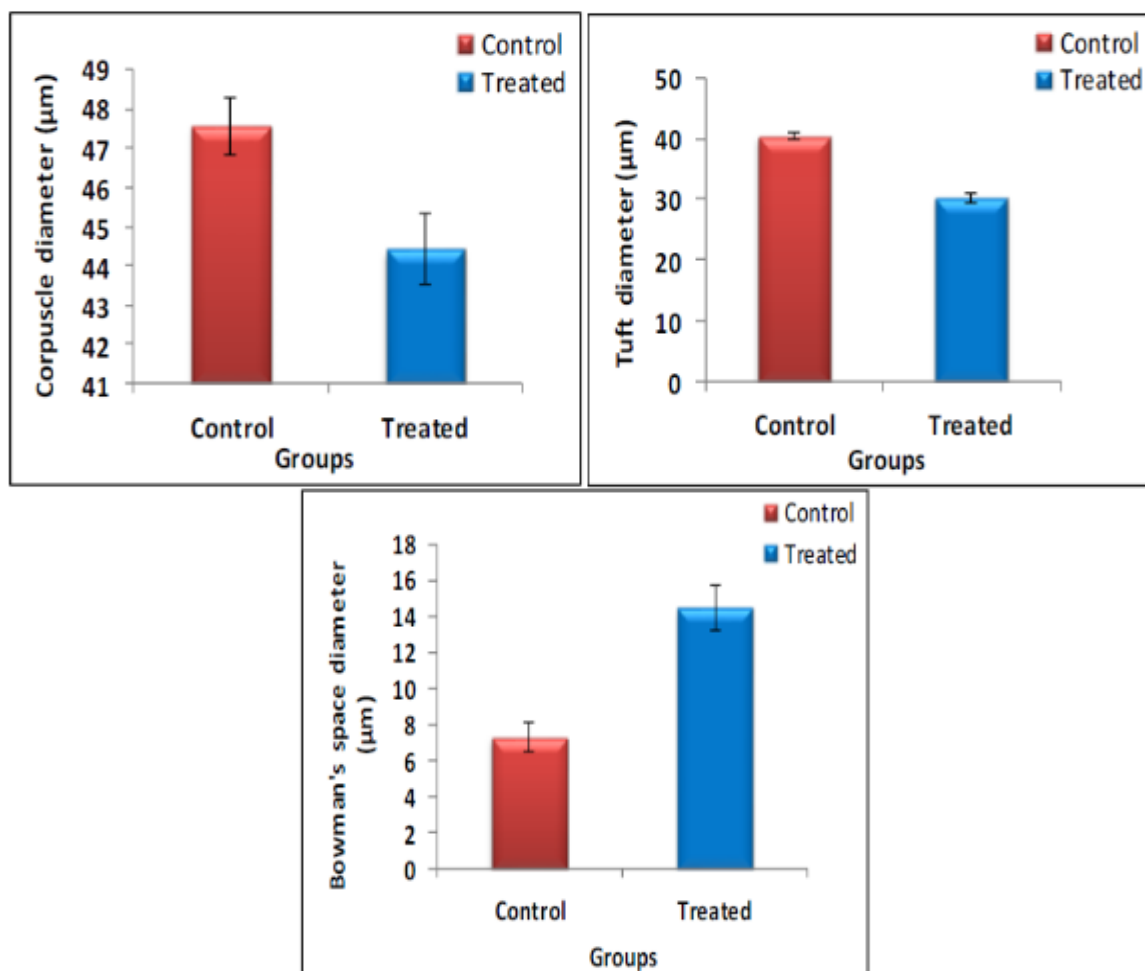 Control
Treated
Corpuscle diameter (µm)
49
48
47
46
45
44
43
42
41
Control Treated
Groups
Control
Treated
Tuft diameter (µm)
50
40
30
20
10
0
Control Treated
Groups
Control
Treated
Bowman's space diameter
(µm)
18
16
14
12
10
8
6
4
2
0
Control Treated
Groups